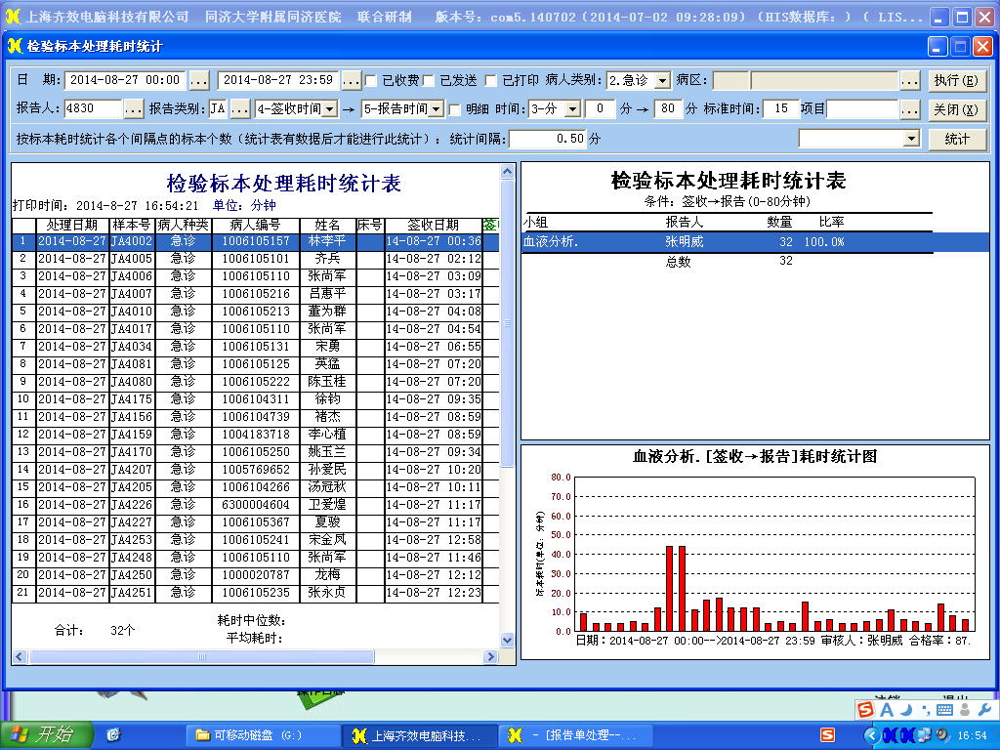 上海齐效电脑科技有限公司 同济大学附属同济医院 联合研制 版本号: com5.140702(2014-07-02 09:28:09) (HIS数据库: ) ( LIS...
检验标本处理耗时统计
日 期: 2014-08-27 00:00 ... 2014-08-27 23:59 ... 已收费 已发送 已打印 病人类别: 2.急诊 病区: ... 执行(E)
报告人: 4830 ... 报告类别: JA ... 4-签收时间 → 5-报告时间 明细 时间: 3-分 0 分 → 80 分 标准时间: 15 项目 ... 关闭(X)
按标本耗时统计各个间隔点的标本个数(统计表有数据后才能进行此统计): 统计间隔: 0.50 分 统计
检验标本处理耗时统计表
打印时间: 2014-8-27 16:54:21 单位: 分钟
处理日期 样本号 病人种类 病人编号 姓名 床号 签收日期
1 2014-08-27 JA4002 急诊 1006105157 林李平 14-08-27 00:36
2 2014-08-27 JA4005 急诊 1006105101 齐兵 14-08-27 02:12
3 2014-08-27 JA4006 急诊 1006105110 张尚军 14-08-27 03:09
4 2014-08-27 JA4007 急诊 1006105216 吕惠平 14-08-27 03:17
5 2014-08-27 JA4010 急诊 1006105213 董为群 14-08-27 04:08
6 2014-08-27 JA4017 急诊 1006105110 张尚军 14-08-27 04:54
7 2014-08-27 JA4034 急诊 1006105131 宋勇 14-08-27 06:55
8 2014-08-27 JA4081 急诊 1006105125 英猛 14-08-27 07:20
9 2014-08-27 JA4080 急诊 1006105222 陈玉桂 14-08-27 07:20
10 2014-08-27 JA4175 急诊 1006104311 徐钧 14-08-27 09:35
11 2014-08-27 JA4156 急诊 1006104739 褚杰 14-08-27 08:59
12 2014-08-27 JA4159 急诊 1004183718 李心植 14-08-27 08:59
13 2014-08-27 JA4170 急诊 1006105250 姚玉兰 14-08-27 09:34
14 2014-08-27 JA4207 急诊 1005769652 孙爱民 14-08-27 10:20
15 2014-08-27 JA4205 急诊 1006104266 汤冠秋 14-08-27 10:11
16 2014-08-27 JA4226 急诊 6300004604 卫爱煌 14-08-27 11:17
17 2014-08-27 JA4227 急诊 1006105367 夏骏 14-08-27 11:17
18 2014-08-27 JA4253 急诊 1006105241 宋金凤 14-08-27 12:58
19 2014-08-27 JA4248 急诊 1006105110 张尚军 14-08-27 11:46
20 2014-08-27 JA4250 急诊 1000020787 龙梅 14-08-27 12:12
21 2014-08-27 JA4251 急诊 1006105235 张永贞 14-08-27 12:23
合计: 32个 耗时中位数:
平均耗时:
检验标本处理耗时统计表
条件: 签收→报告(0-80分钟)
小组 报告人 数量 比率
血液分析. 张明威 32 100.0%
总数 32
血液分析.[签收→报告]耗时统计图
标本耗时(单位: 分钟)
80.0
70.0
60.0
50.0
40.0
30.0
20.0
10.0
0.0
日期: 2014-08-27 00:00-->2014-08-27 23:59 审核人: 张明威 合格率: 87.
开始 可移动磁盘 (G:) 上海齐效电脑科技... - [报告单处理--... 16:54